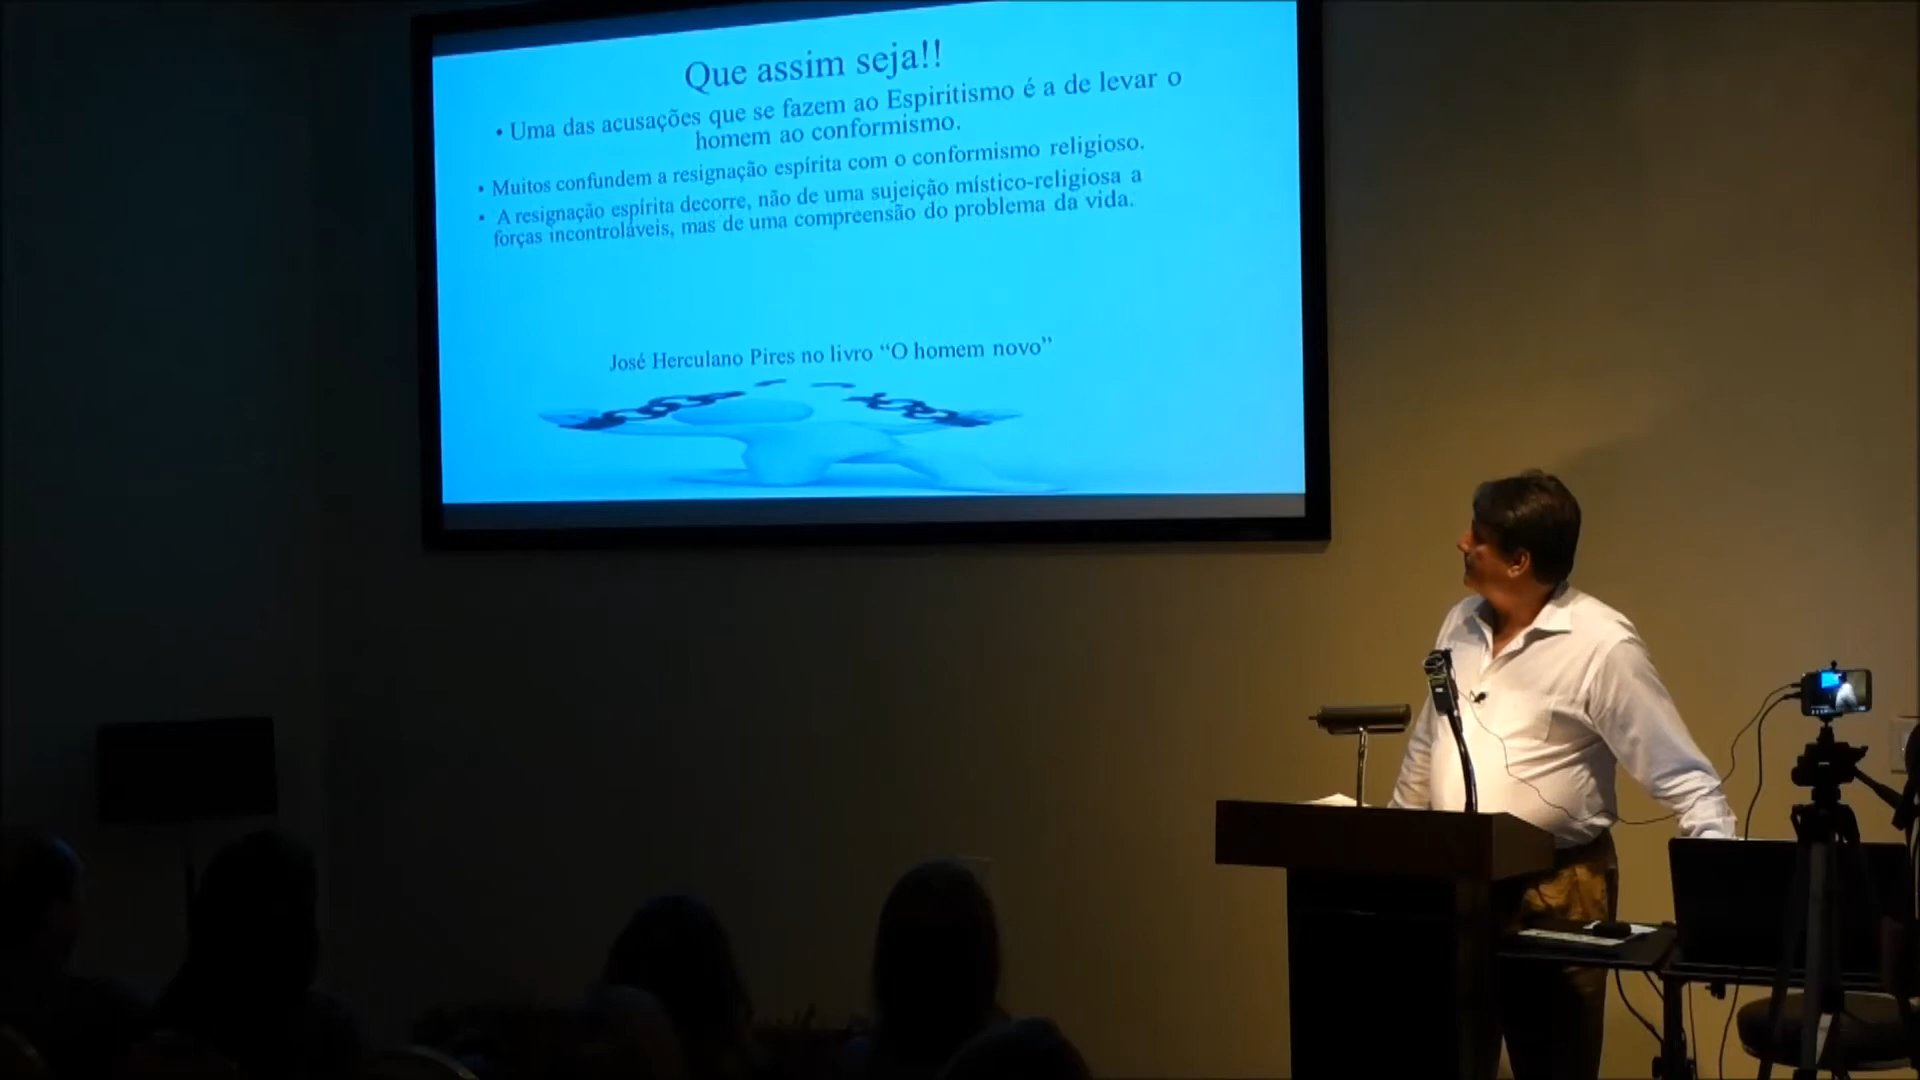 Que assim seja!!
• Uma das acusações que se fazem ao Espiritismo é a de levar o
homem ao conformismo.
• Muitos confundem a resignação espírita com o conformismo religioso.
• A resignação espírita decorre, não de uma sujeição místico-religiosa a
forças incontroláveis, mas de uma compreensão do problema da vida.
José Herculano Pires no livro “O homem novo”